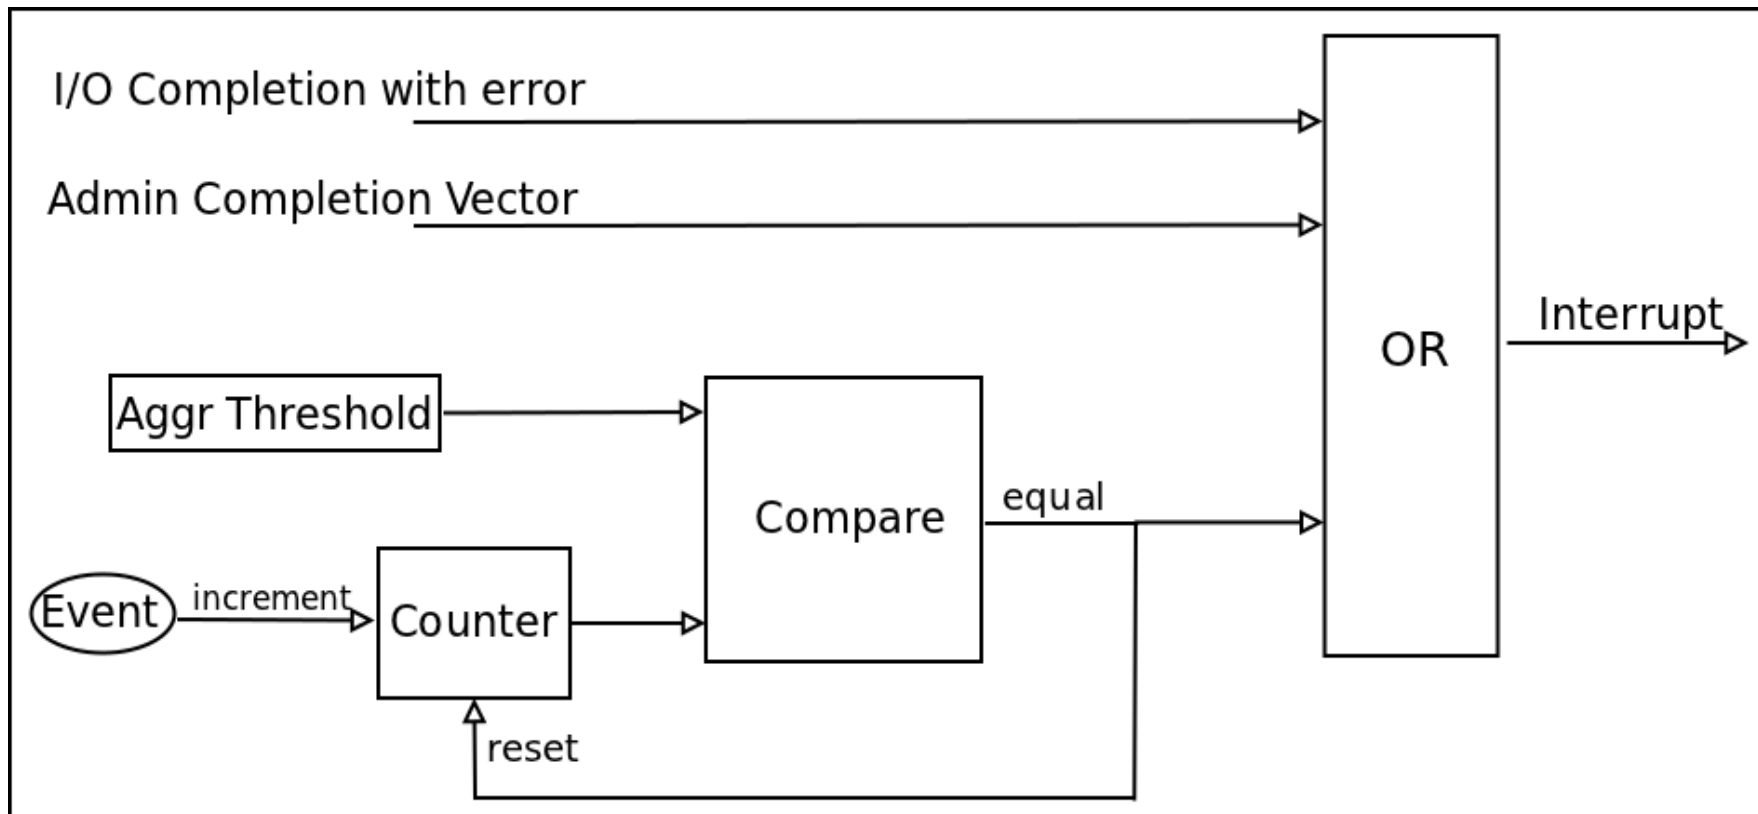 I/O Completion with error
Admin Completion Vector
Interrupt
OR
Aggr Threshold
equal
Compare
increment
Event
Counter
reset